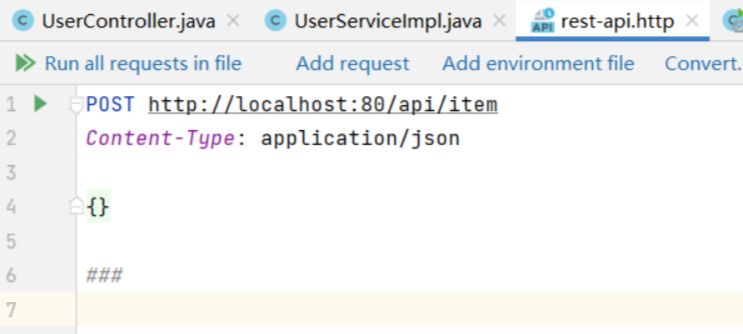 UserController.java UserServiceImpl.java API rest-api.http
Run all requests in file Add request Add environment file Convert.
1 POST http://localhost:80/api/item
2 Content-Type: application/json
3
4 {}
5
6 ###
7